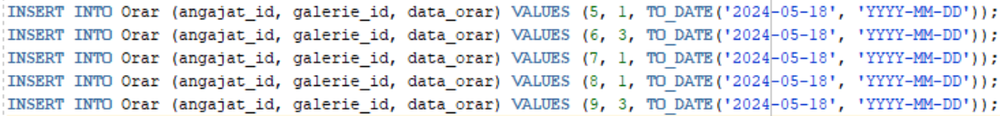 INSERT INTO Orar (angajat_id, galerie_id, data_orar) VALUES (5, 1, TO_DATE('2024-05-18', 'YYYY-MM-DD'));
INSERT INTO Orar (angajat_id, galerie_id, data_orar) VALUES (6, 3, TO_DATE('2024-05-18', 'YYYY-MM-DD'));
INSERT INTO Orar (angajat_id, galerie_id, data_orar) VALUES (7, 1, TO_DATE('2024-05-18', 'YYYY-MM-DD'));
INSERT INTO Orar (angajat_id, galerie_id, data_orar) VALUES (8, 1, TO_DATE('2024-05-18', 'YYYY-MM-DD'));
INSERT INTO Orar (angajat_id, galerie_id, data_orar) VALUES (9, 3, TO_DATE('2024-05-18', 'YYYY-MM-DD'));